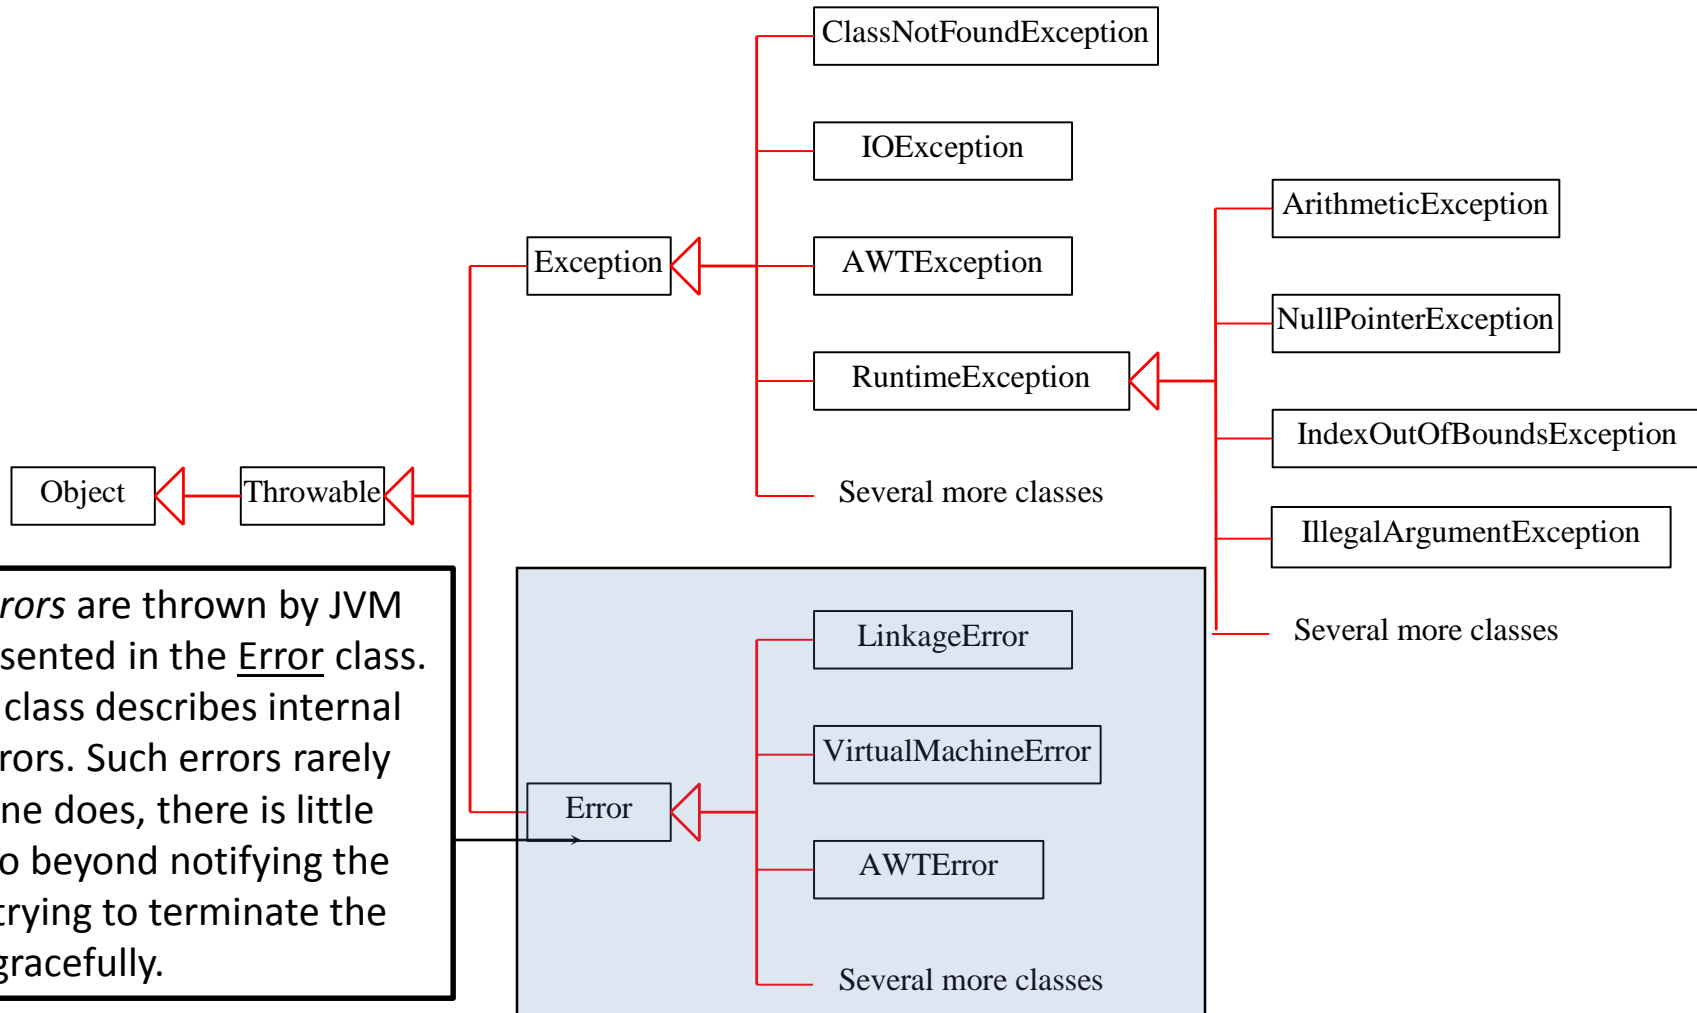 ClassNotFoundException
IOException
AWTException
Exception
RuntimeException
Several more classes
ArithmeticException
NullPointerException
IndexOutOfBoundsException
IllegalArgumentException
Several more classes
Object
Throwable
rors are thrown by JVM
sented in the Error class.
class describes internal
rors. Such errors rarely
ne does, there is little
o beyond notifying the
trying to terminate the
gracefully.
LinkageError
VirtualMachineError
Error
AWTError
Several more classes